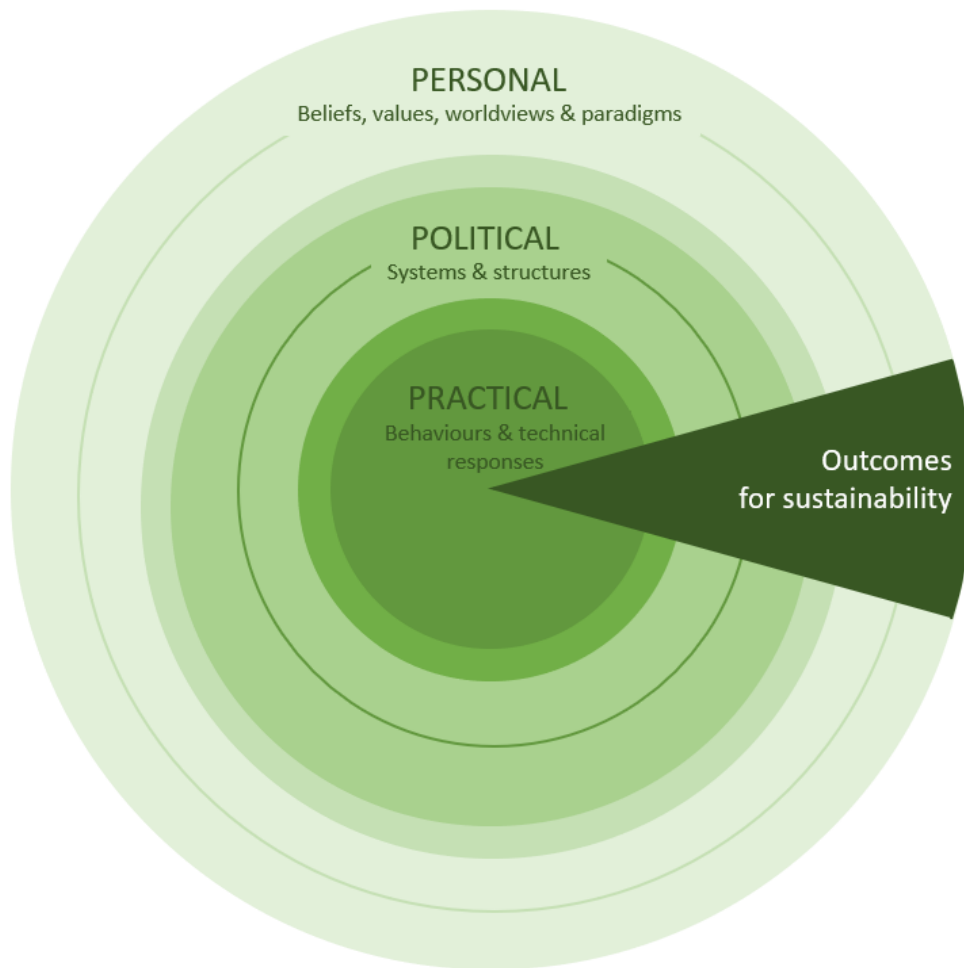 PERSONAL
Beliefs, values, worldviews & paradigms
POLITICAL
Systems & structures
PRACTICAL
Behaviours & technical
responses
Outcomes
for sustainability